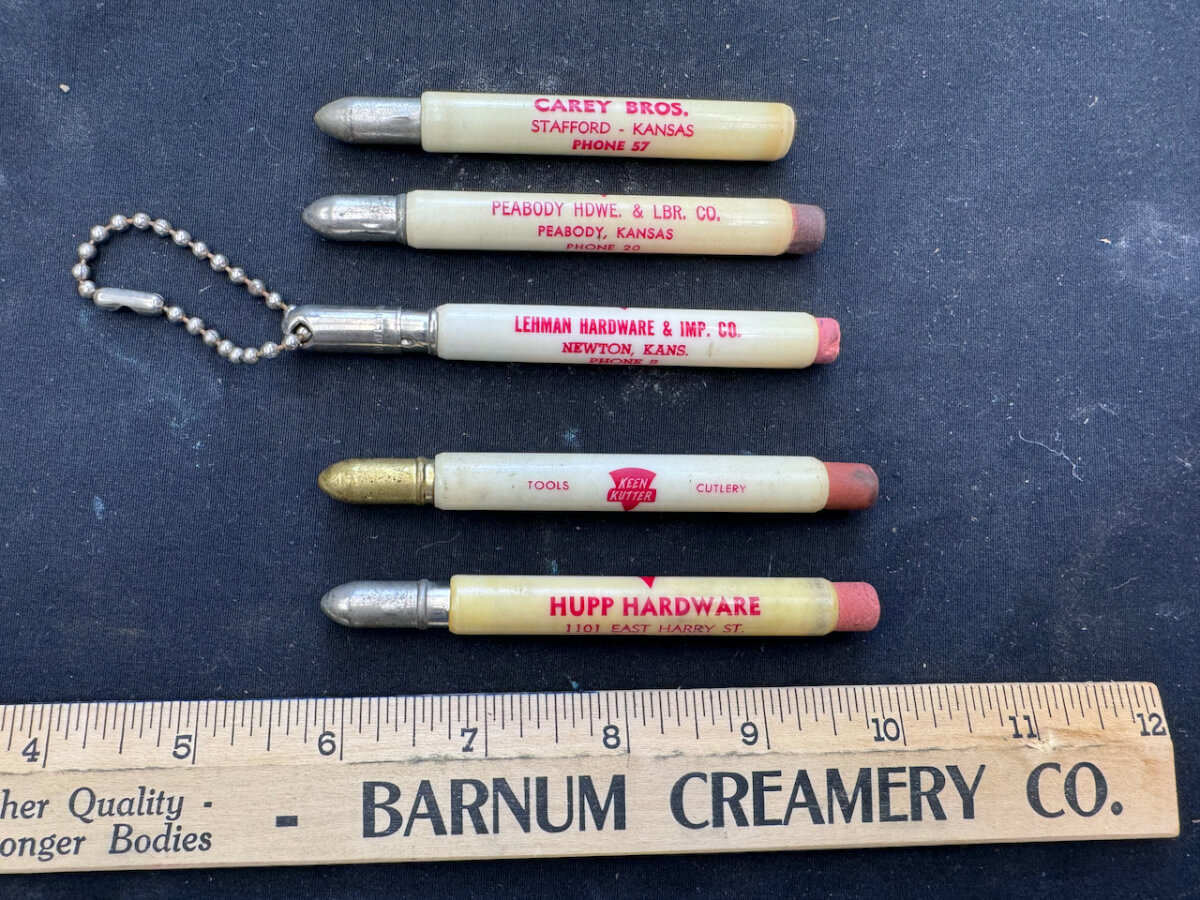 CAREY BROS.
STAFFORD - KANSAS
PHONE 57
PEABODY HDWE. & LBR. CO.
PEABODY, KANSAS
PHONE 20
LEHMAN HARDWARE & IMP. CO.
NEWTON, KANS.
PHONE
TOOLS KEEN KUTTER CUTLERY
HUPP HARDWARE
1101 EAST HARRY ST.
4 5 6 7 8 9 10 11 12
her Quality -
onger Bodies
- BARNUM CREAMERY CO.